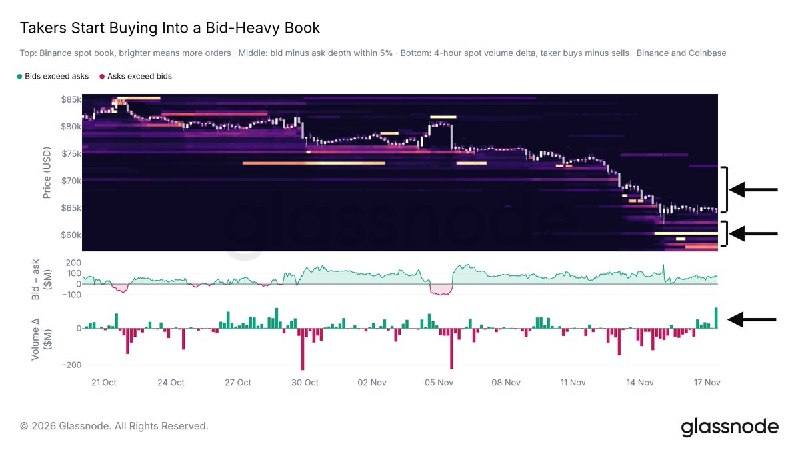 Takers Start Buying Into a Bid-Heavy Book
Top: Binance spot book, brighter means more orders · Middle: bid minus ask depth within 5% · Bottom: 4-hour spot volume delta, taker buys minus sells · Binance and Coinbase
Bids exceed asks
Asks exceed bids
Price (USD)
$85k
$80k
$75k
$70k
$65k
$60k
glassnode
Bid − ask
($M)
200
100
0
−100
Volume Δ
($M)
0
−200
21 Oct
24 Oct
27 Oct
30 Oct
02 Nov
05 Nov
08 Nov
11 Nov
14 Nov
17 Nov
© 2026 Glassnode. All Rights Reserved.
glassnode